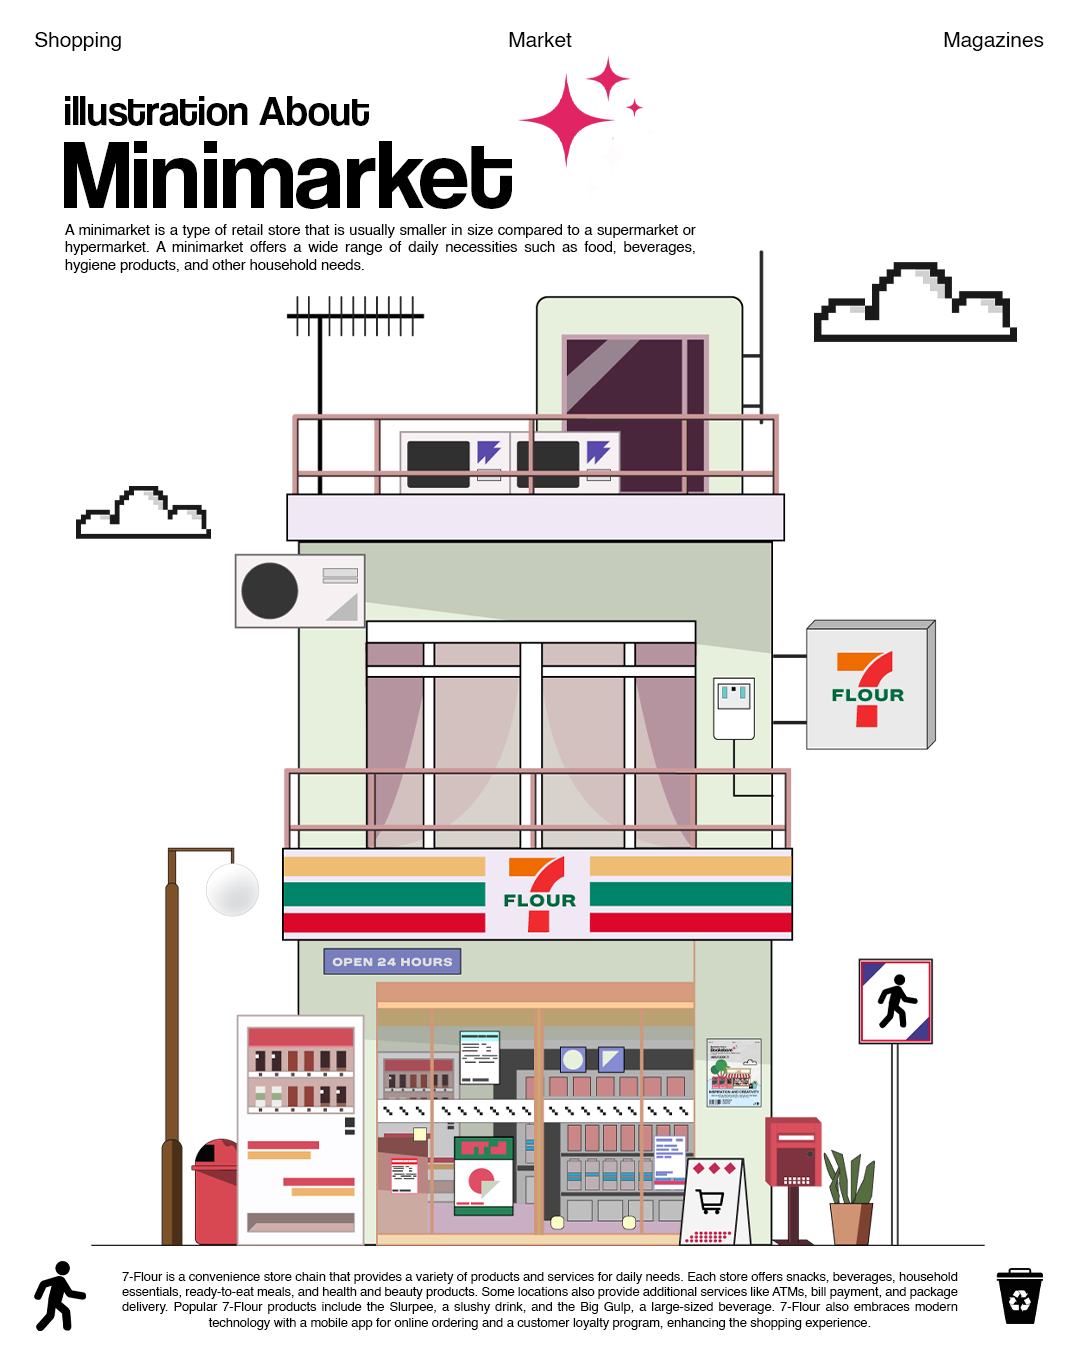 Shopping
Market
Magazines
illustration About
Minimarket
A minimarket is a type of retail store that is usually smaller in size compared to a supermarket or
hypermarket. A minimarket offers a wide range of daily necessities such as food, beverages,
hygiene products, and other household needs.
7
FLOUR
7
FLOUR
OPEN 24 HOURS
INSPIRATION AND CREATIVITY
7-Flour is a convenience store chain that provides a variety of products and services for daily needs. Each store offers snacks, beverages, household
essentials, ready-to-eat meals, and health and beauty products. Some locations also provide additional services like ATMs, bill payment, and package
delivery. Popular 7-Flour products include the Slurpee, a slushy drink, and the Big Gulp, a large-sized beverage. 7-Flour also embraces modern
technology with a mobile app for online ordering and a customer loyalty program, enhancing the shopping experience.